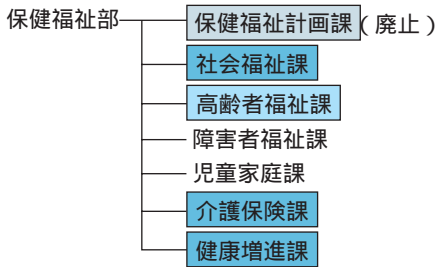 保健福祉部 保健福祉計画課（廃止）
社会福祉課
高齢者福祉課
障害者福祉課
児童家庭課
介護保険課
健康増進課